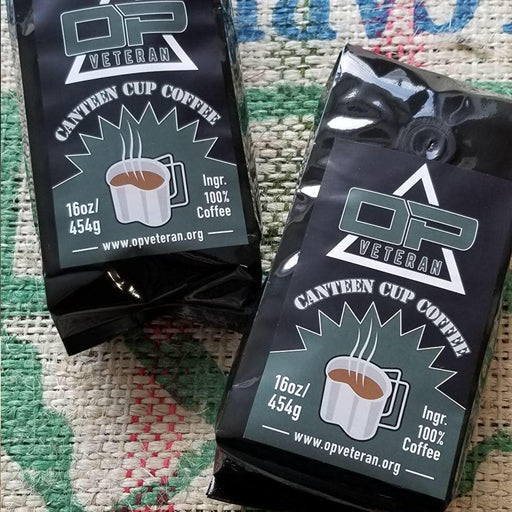 OP
VETERAN
CANTEEN CUP COFFEE
16oz/
454g
Ingr.
100%
Coffee
www.opveteran.org
OP
VETERAN
CANTEEN CUP COFFEE
16oz/
454g
Ingr.
100%
Coffee
www.opveteran.org